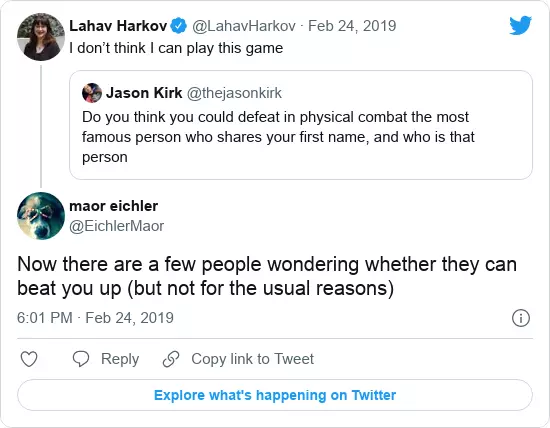 Lahav Harkov @LahavHarkov · Feb 24, 2019
I don’t think I can play this game
Jason Kirk @thejasonkirk
Do you think you could defeat in physical combat the most
famous person who shares your first name, and who is that
person
maor eichler
@EichlerMaor
Now there are a few people wondering whether they can
beat you up (but not for the usual reasons)
6:01 PM · Feb 24, 2019
Reply
Copy link to Tweet
Explore what's happening on Twitter